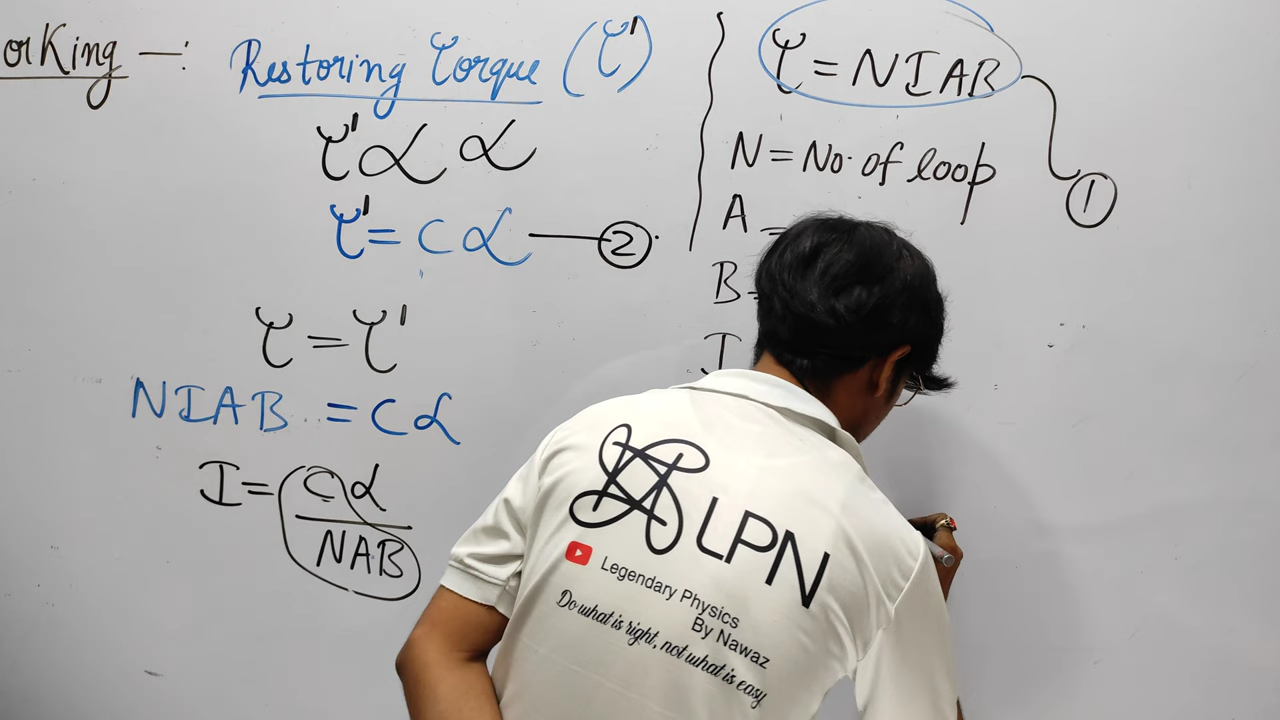 orKing —:
Restoring Torque (τ')
τ' ∝ α
τ' = Cα —②
τ = τ'
NIAB = Cα
I = Cα
NAB
τ = NIAB
①
N = No. of loop
A =
B =
I
LPN
Legendary Physics
By Nawaz
Do what is right, not what is easy